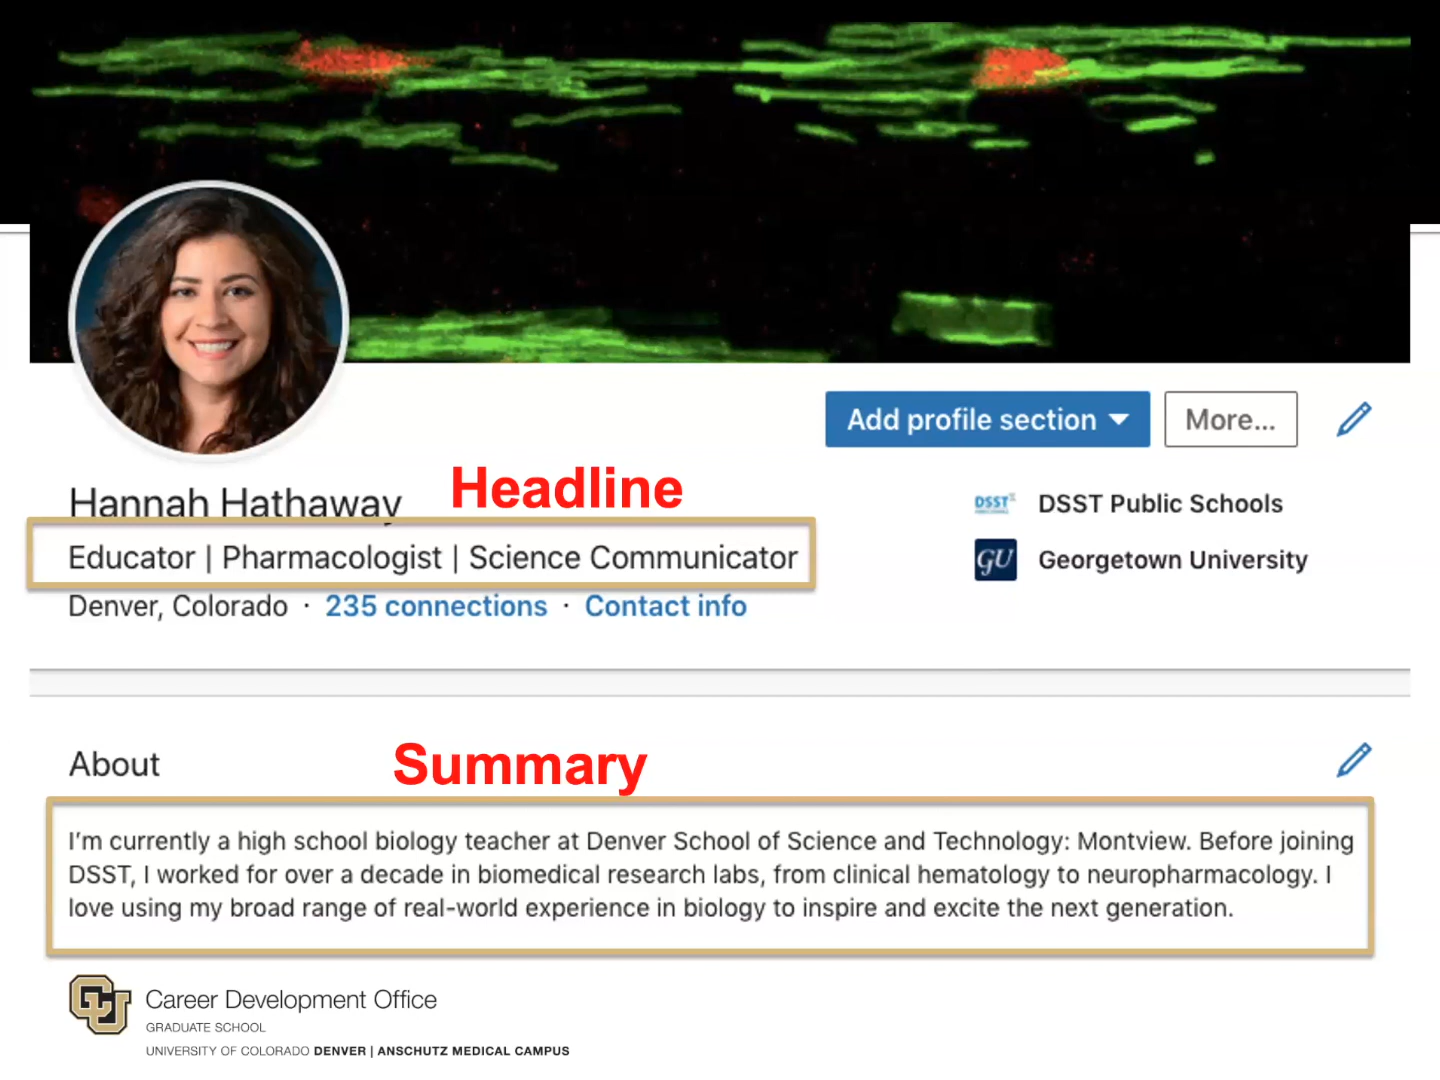 Add profile section
More...
Headline
Hannah Hathaway
DSST
DSST Public Schools
Educator | Pharmacologist | Science Communicator
GU
Georgetown University
Denver, Colorado · 235 connections · Contact info
About
Summary
I'm currently a high school biology teacher at Denver School of Science and Technology: Montview. Before joining
DSST, I worked for over a decade in biomedical research labs, from clinical hematology to neuropharmacology. I
love using my broad range of real-world experience in biology to inspire and excite the next generation.
CU
Career Development Office
GRADUATE SCHOOL
UNIVERSITY OF COLORADO DENVER | ANSCHUTZ MEDICAL CAMPUS